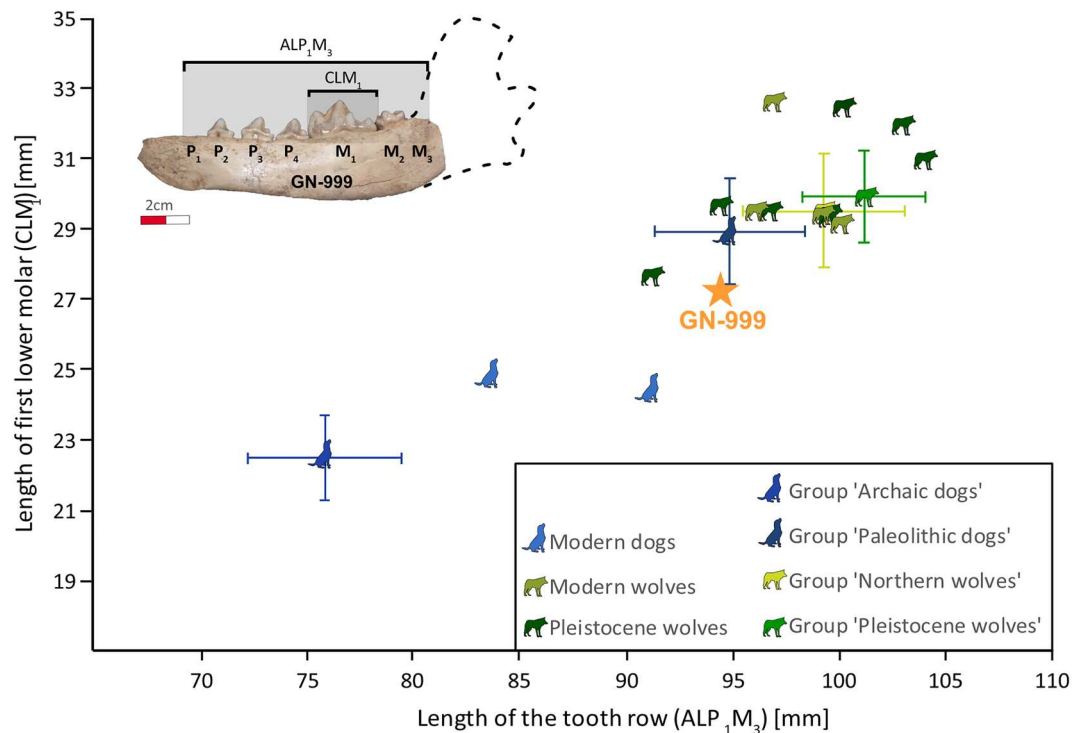 35
33
31
29
27
25
23
21
19
Length of first lower molar (CLM₁) [mm]
ALP₁M₃
CLM₁
P₁ P₂ P₃ P₄ M₁ M₂ M₃
GN-999
2cm
GN-999
Group 'Archaic dogs'
Modern dogs
Group 'Paleolithic dogs'
Modern wolves
Group 'Northern wolves'
Pleistocene wolves
Group 'Pleistocene wolves'
70 75 80 85 90 95 100 105 110
Length of the tooth row (ALP₁M₃) [mm]